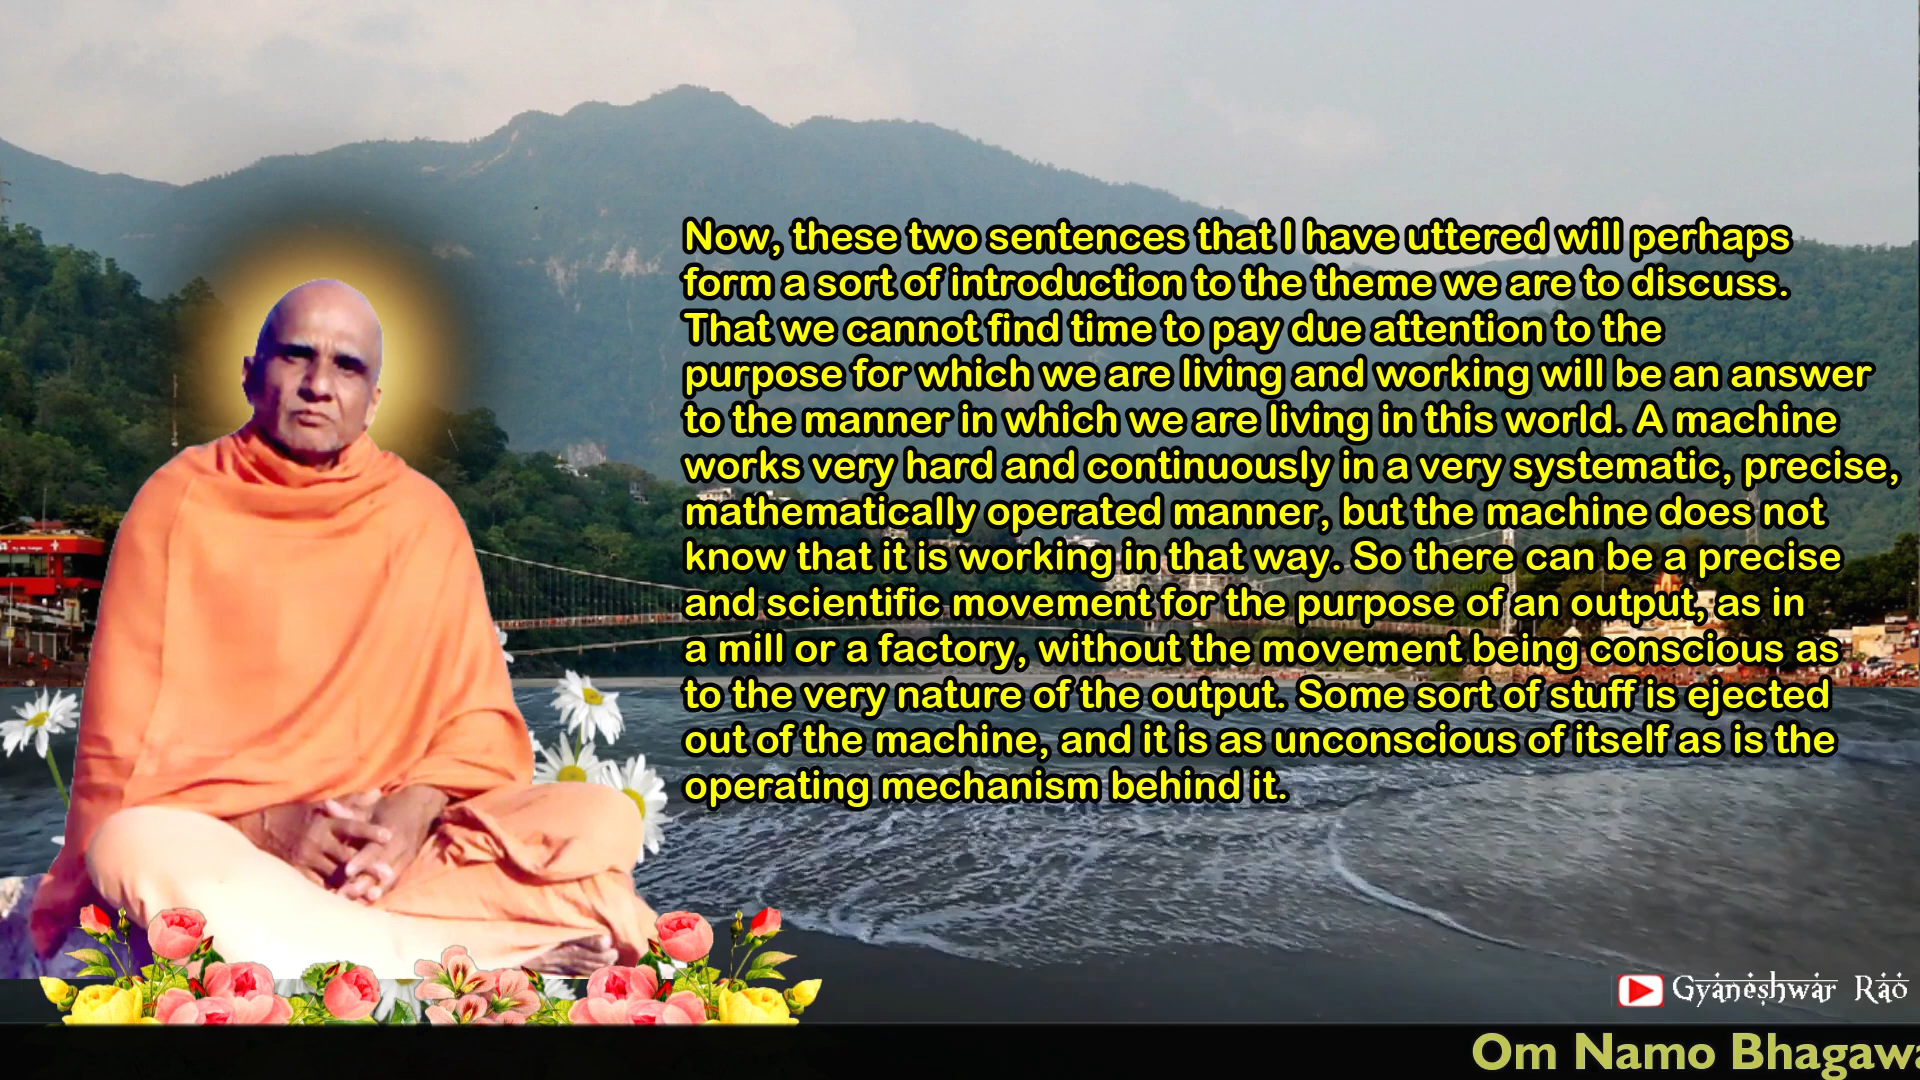 Now, these two sentences that I have uttered will perhaps
form a sort of introduction to the theme we are to discuss.
That we cannot find time to pay due attention to the
purpose for which we are living and working will be an answer
to the manner in which we are living in this world. A machine
works very hard and continuously in a very systematic, precise,
mathematically operated manner, but the machine does not
know that it is working in that way. So there can be a precise
and scientific movement for the purpose of an output, as in
a mill or a factory, without the movement being conscious as
to the very nature of the output. Some sort of stuff is ejected
out of the machine, and it is as unconscious of itself as is the
operating mechanism behind it.
Gyaneshwar Rao
Om Namo Bhagawa